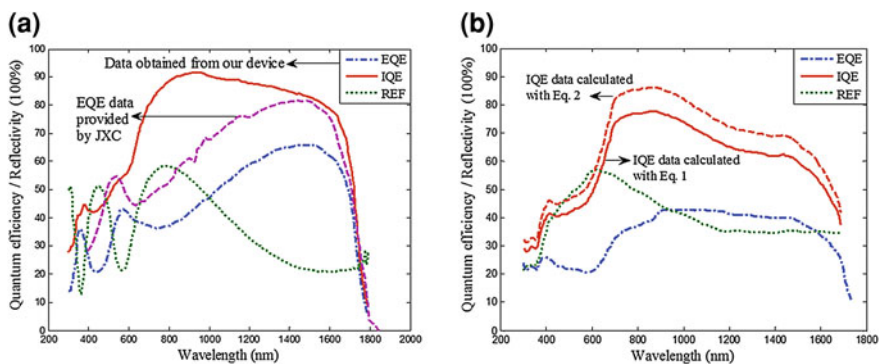 (a)
Quantum efficiency / Reflectivity (100%)
100
90
80
70
60
50
40
30
20
10
0
Data obtained from our device
EQE
IQE
REF
EQE data
provided
by JXC
200 400 600 800 1000 1200 1400 1600 1800 2000
Wavelength (nm)
(b)
Quantum efficiency / Reflectivity (100%)
100
90
80
70
60
50
40
30
20
10
0
EQE
IQE
REF
IQE data calculated
with Eq. 2
IQE data calculated
with Eq. 1
200 400 600 800 1000 1200 1400 1600 1800
Wavelength (nm)